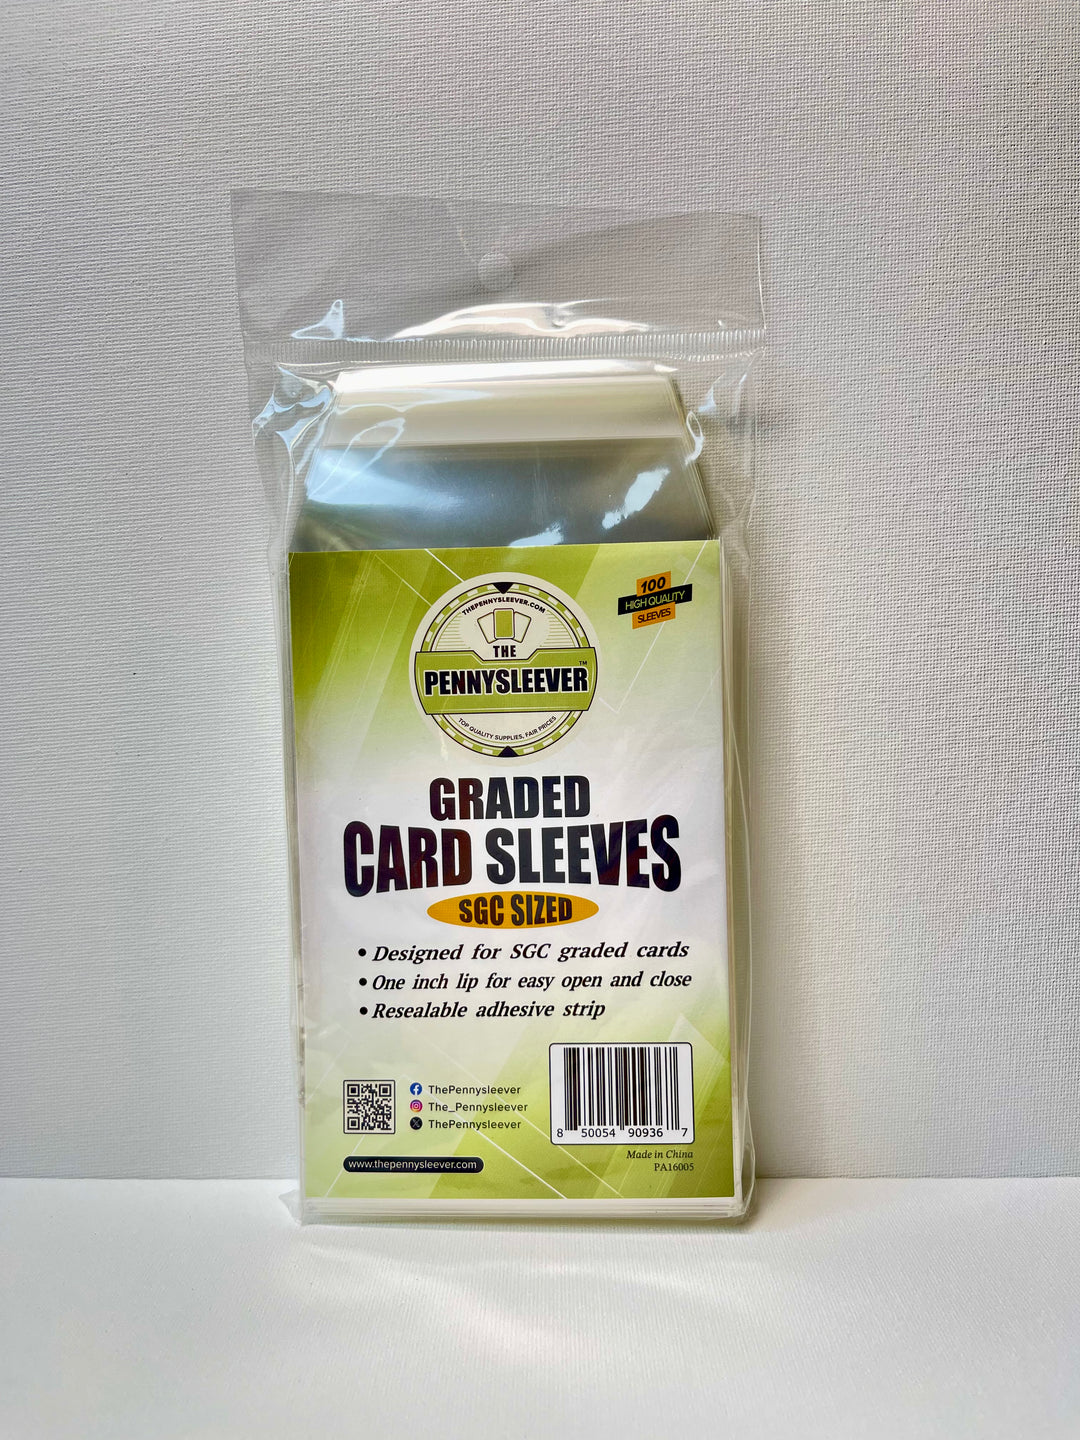 THEPENNYSLEEVER.COM
THE
PENNYSLEEVER™
TOP QUALITY SUPPLIES, FAIR PRICES
100
HIGH QUALITY
SLEEVES
GRADED
CARD SLEEVES
SGC SIZED
• Designed for SGC graded cards
• One inch lip for easy open and close
• Resealable adhesive strip
ThePennysleever
The_Pennysleever
ThePennysleever
www.thepennysleever.com
8 50054 90936 7
Made in China
PA16005